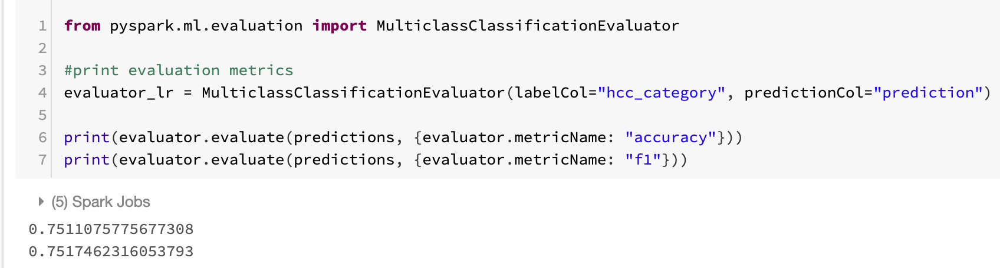 1 from pyspark.ml.evaluation import MulticlassClassificationEvaluator
2
3 #print evaluation metrics
4 evaluator_lr = MulticlassClassificationEvaluator(labelCol="hcc_category", predictionCol="prediction")
5
6 print(evaluator.evaluate(predictions, {evaluator.metricName: "accuracy"}))
7 print(evaluator.evaluate(predictions, {evaluator.metricName: "f1"}))
(5) Spark Jobs
0.7511075775677308
0.7517462316053793